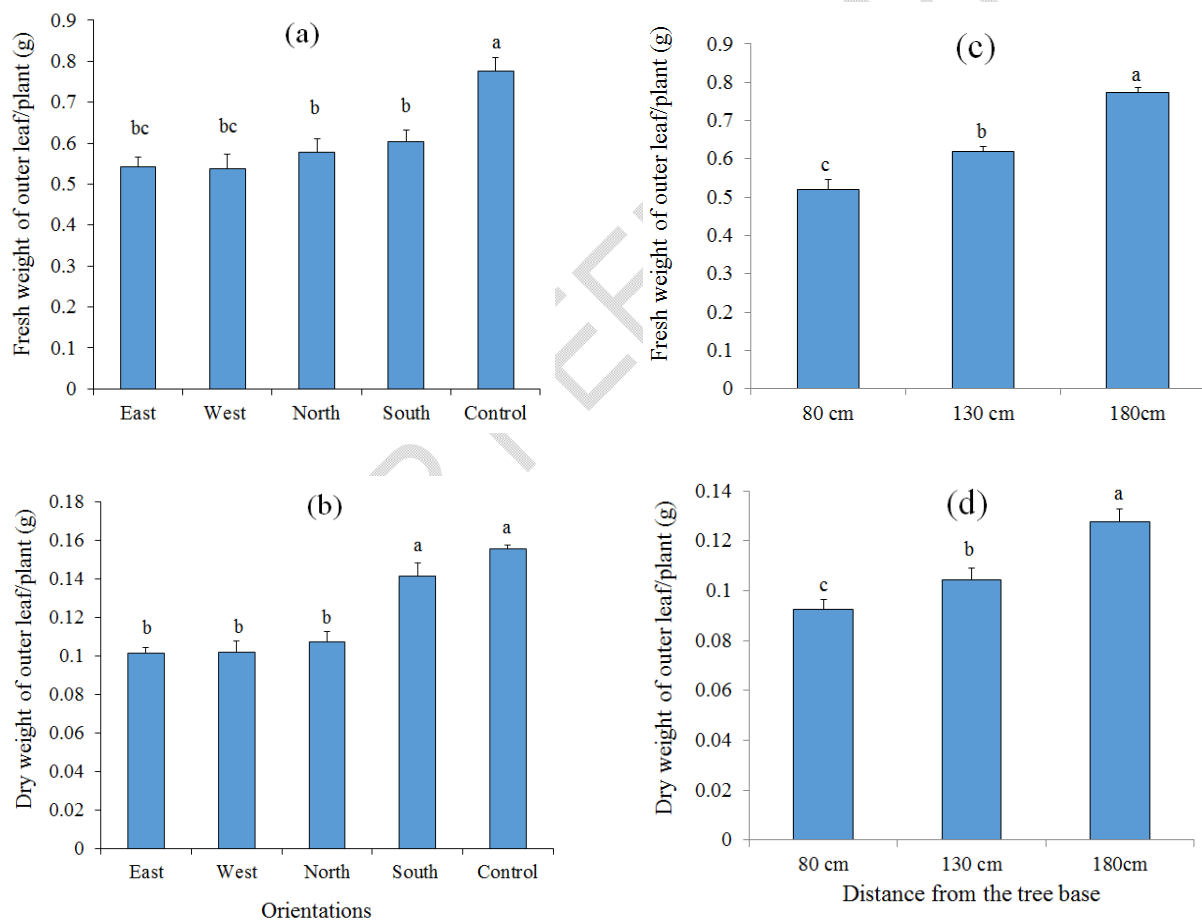 (a)
Fresh weight of outer leaf/plant (g)
0.9
0.8
0.7
0.6
0.5
0.4
0.3
0.2
0.1
0
bc
bc
b
b
a
East West North South Control
(c)
Fresh weight of outer leaf/plant (g)
0.9
0.8
0.7
0.6
0.5
0.4
0.3
0.2
0.1
0
c
b
a
80 cm 130 cm 180cm
(b)
Dry weight of outer leaf/plant (g)
0.18
0.16
0.14
0.12
0.1
0.08
0.06
0.04
0.02
0
b
b
b
a
a
East West North South Control
Orientations
(d)
Dry weight of outer leaf/plant (g)
0.14
0.12
0.1
0.08
0.06
0.04
0.02
0
c
b
a
80 cm 130 cm 180cm
Distance from the tree base